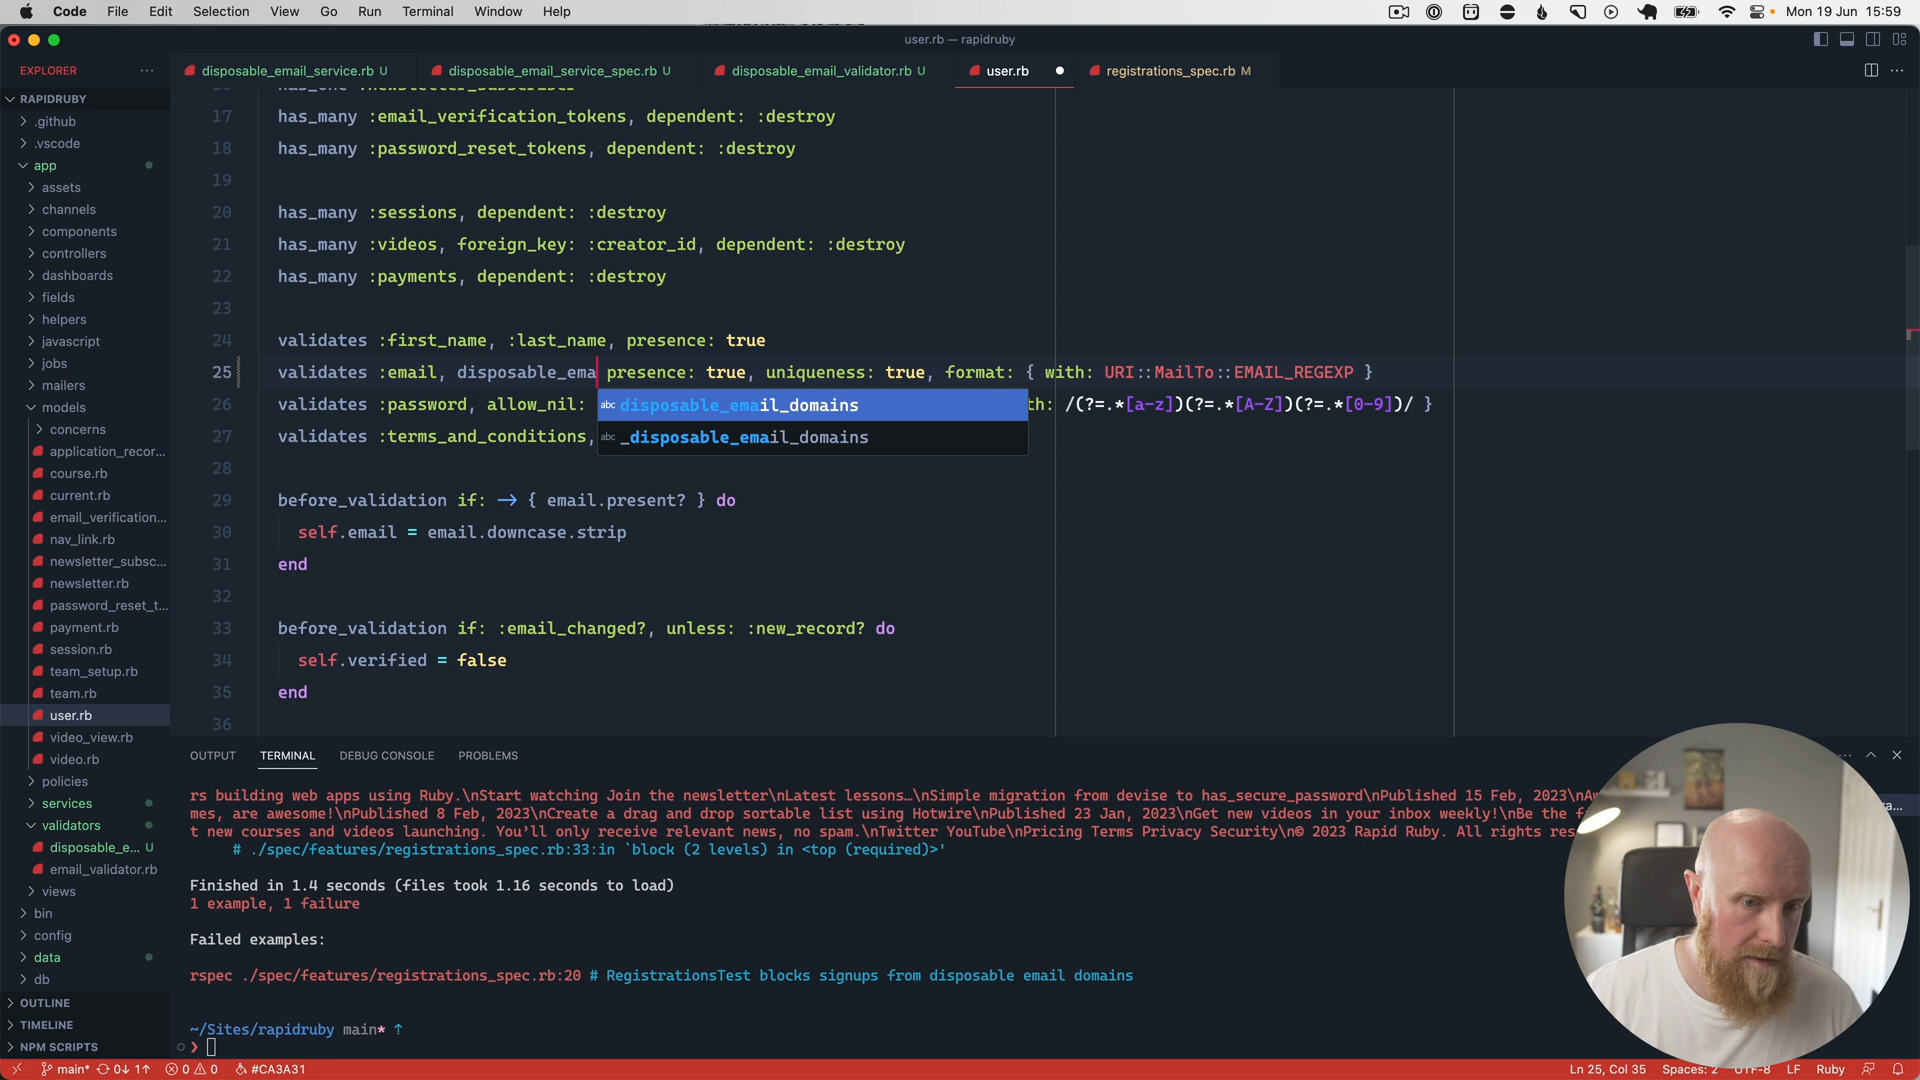 Code File Edit Selection View Go Run Terminal Window Help Mon 19 Jun 15:59
user.rb — rapidruby
EXPLORER
disposable_email_service.rb U
disposable_email_service_spec.rb U
disposable_email_validator.rb U
user.rb
registrations_spec.rb M
RAPIDRUBY
.github
.vscode
app
assets
channels
components
controllers
dashboards
fields
helpers
javascript
jobs
mailers
models
concerns
application_recor...
course.rb
current.rb
email_verification...
nav_link.rb
newsletter_subsc...
newsletter.rb
password_reset_t...
payment.rb
session.rb
team_setup.rb
team.rb
user.rb
video_view.rb
video.rb
policies
services
validators
disposable_e... U
email_validator.rb
views
bin
config
data
db
OUTLINE
TIMELINE
NPM SCRIPTS
17 has_many :email_verification_tokens, dependent: :destroy
18 has_many :password_reset_tokens, dependent: :destroy
19
20 has_many :sessions, dependent: :destroy
21 has_many :videos, foreign_key: :creator_id, dependent: :destroy
22 has_many :payments, dependent: :destroy
23
24 validates :first_name, :last_name, presence: true
25 validates :email, disposable_ema presence: true, uniqueness: true, format: { with: URI::MailTo::EMAIL_REGEXP }
26 validates :password, allow_nil: th: /(?=.*[a-z])(?=.*[A-Z])(?=.*[0-9])/ }
abc disposable_email_domains
27 validates :terms_and_conditions,
abc _disposable_email_domains
28
29 before_validation if: -> { email.present? } do
30 self.email = email.downcase.strip
31 end
32
33 before_validation if: :email_changed?, unless: :new_record? do
34 self.verified = false
35 end
36
OUTPUT TERMINAL DEBUG CONSOLE PROBLEMS
rs building web apps using Ruby.\nStart watching Join the newsletter\nLatest lessons…\nSimple migration from devise to has_secure_password\nPublished 15 Feb, 2023\n
mes, are awesome!\nPublished 8 Feb, 2023\nCreate a drag and drop sortable list using Hotwire\nPublished 23 Jan, 2023\nGet new videos in your inbox weekly!\nBe the
t new courses and videos launching. You’ll only receive relevant news, no spam.\nTwitter YouTube\nPricing Terms Privacy Security\n© 2023 Rapid Ruby. All rights
# ./spec/features/registrations_spec.rb:33:in `block (2 levels) in <top (required)>'
Finished in 1.4 seconds (files took 1.16 seconds to load)
1 example, 1 failure
Failed examples:
rspec ./spec/features/registrations_spec.rb:20 # RegistrationsTest blocks signups from disposable email domains
~/Sites/rapidruby main* ↑
❯
main* 0↓ 1↑ 0 0 #CA3A31 Ln 25, Col 35 Spaces: 2 UTF-8 LF Ruby